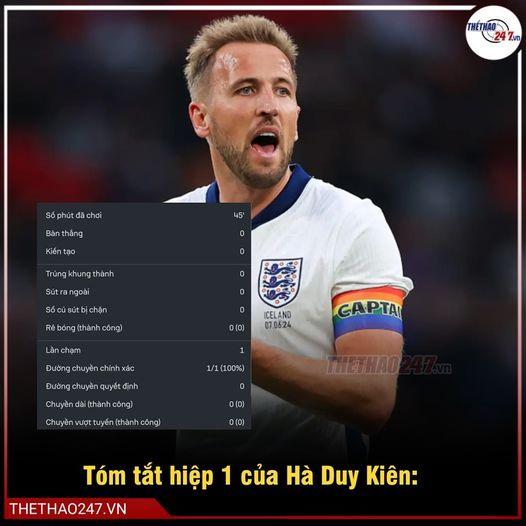 THỂTHAO
247.vn
Số phút đã chơi 45'
Bàn thắng 0
Kiến tạo 0
Trúng khung thành 0
Sút ra ngoài 0
Số cú sút bị chặn 0
Rê bóng (thành công) 0 (0)
Lần chạm 1
Đường chuyền chính xác 1/1 (100%)
Đường chuyền quyết định 0
Chuyền dài (thành công) 0 (0)
Chuyền vượt tuyến (thành công) 0 (0)
ICELAND
07.06.24
CAPTAI
THETHAO247.vn
Tóm tắt hiệp 1 của Hà Duy Kiên:
THETHAO247.VN